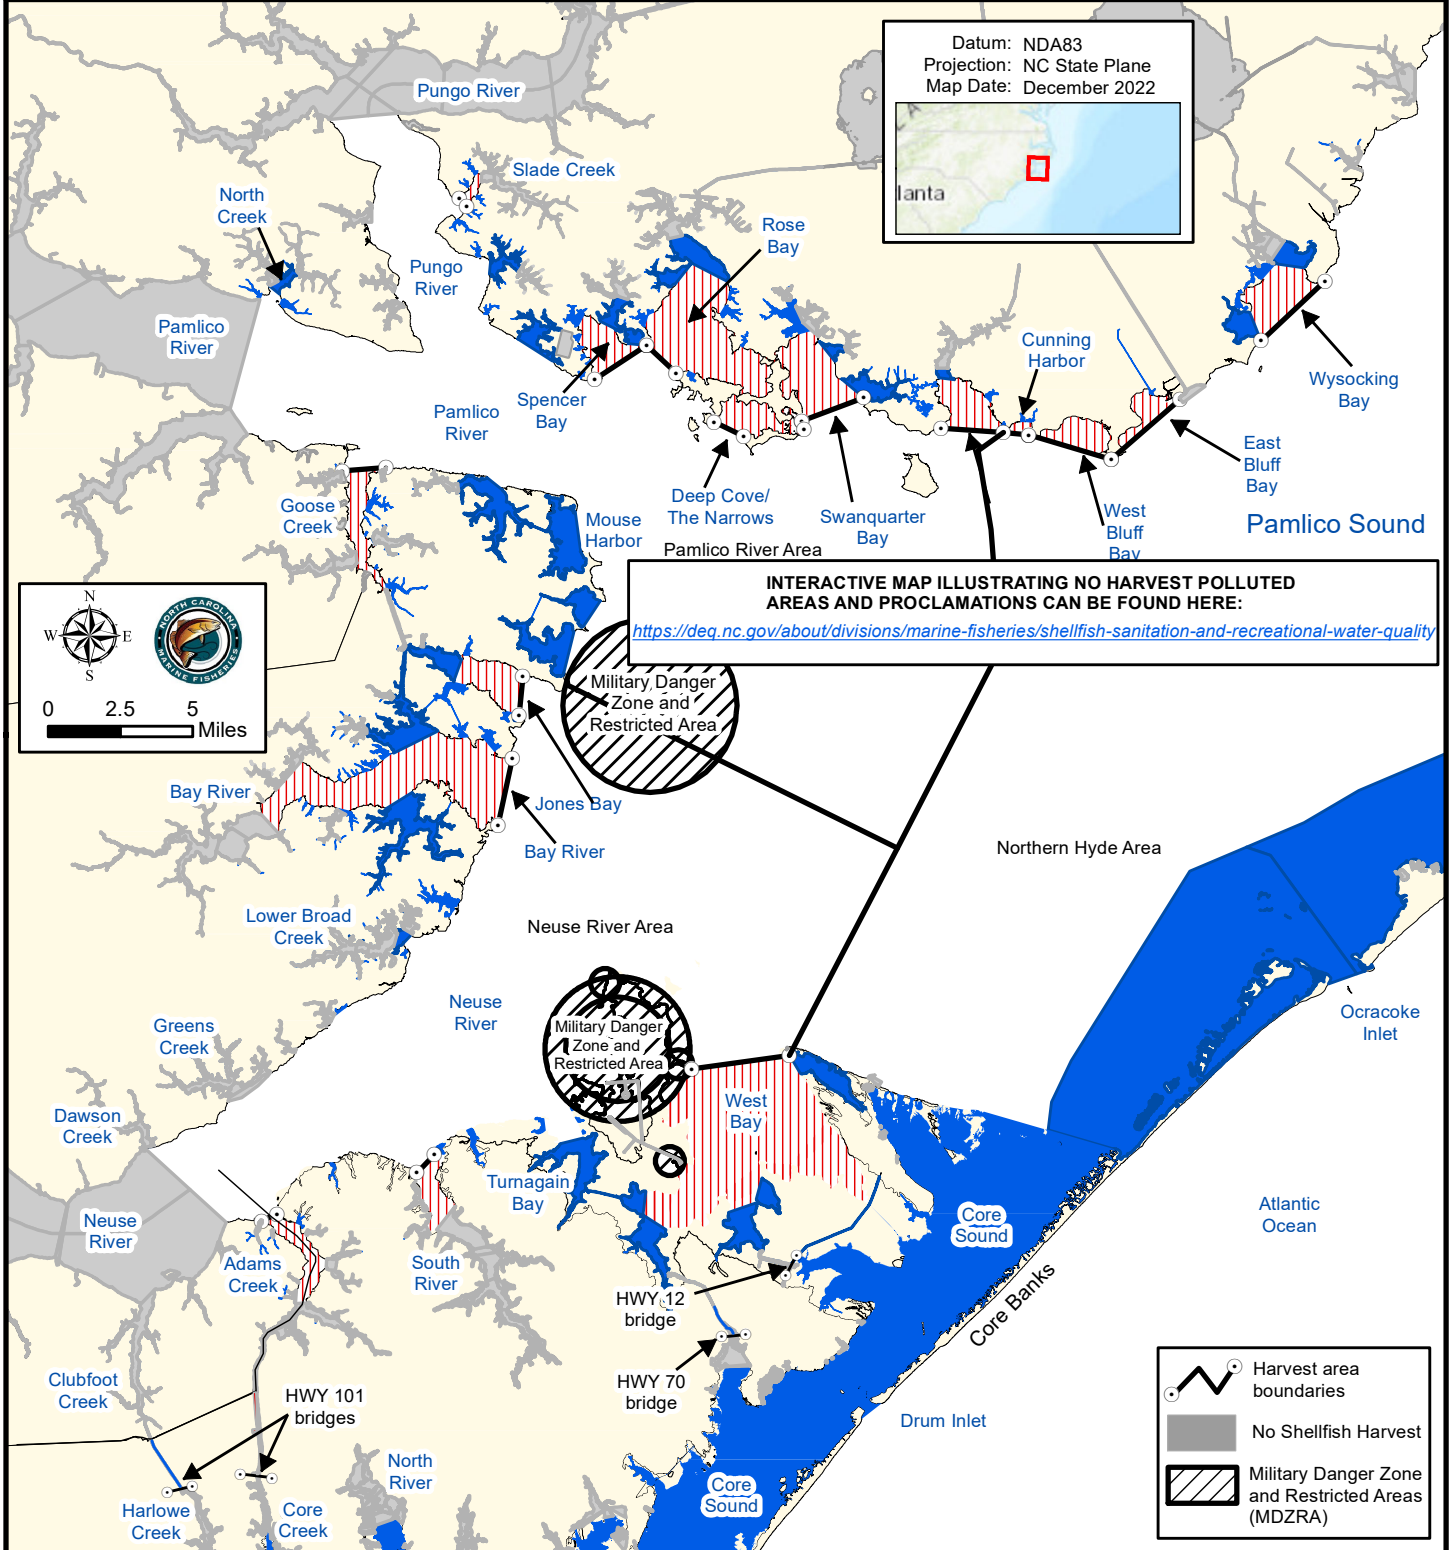 Datum: NDA83
Projection: NC State Plane
Map Date: December 2022
lanta
Pungo River
Slade Creek
North
Creek
Rose
Bay
Pungo
River
Pamlico
River
Cunning
Harbor
Spencer
Bay
Wysocking
Bay
Pamlico
River
East
Bluff
Bay
Deep Cove/
The Narrows
Swanquarter
Bay
West
Bluff
Bay
Pamlico Sound
Goose
Creek
Mouse
Harbor
Pamlico River Area
INTERACTIVE MAP ILLUSTRATING NO HARVEST POLLUTED
AREAS AND PROCLAMATIONS CAN BE FOUND HERE:
https://deq.nc.gov/about/divisions/marine-fisheries/shellfish-sanitation-and-recreational-water-quality
N
W E
S
NORTH CAROLINA
MARINE FISHERIES
0 2.5 5
Miles
Military Danger
Zone and
Restricted Area
Bay River
Jones Bay
Bay River
Northern Hyde Area
Lower Broad
Creek
Neuse River Area
Neuse
River
Ocracoke
Inlet
Greens
Creek
Military Danger
Zone and
Restricted Area
West
Bay
Dawson
Creek
Turnagain
Bay
Atlantic
Ocean
Neuse
River
Core
Sound
Adams
Creek
South
River
HWY 12
bridge
Core Banks
Clubfoot
Creek
HWY 101
bridges
HWY 70
bridge
Drum Inlet
North
River
Core
Sound
Harlowe
Creek
Core
Creek
Harvest area
boundaries
No Shellfish Harvest
Military Danger Zone
and Restricted Areas
(MDZRA)